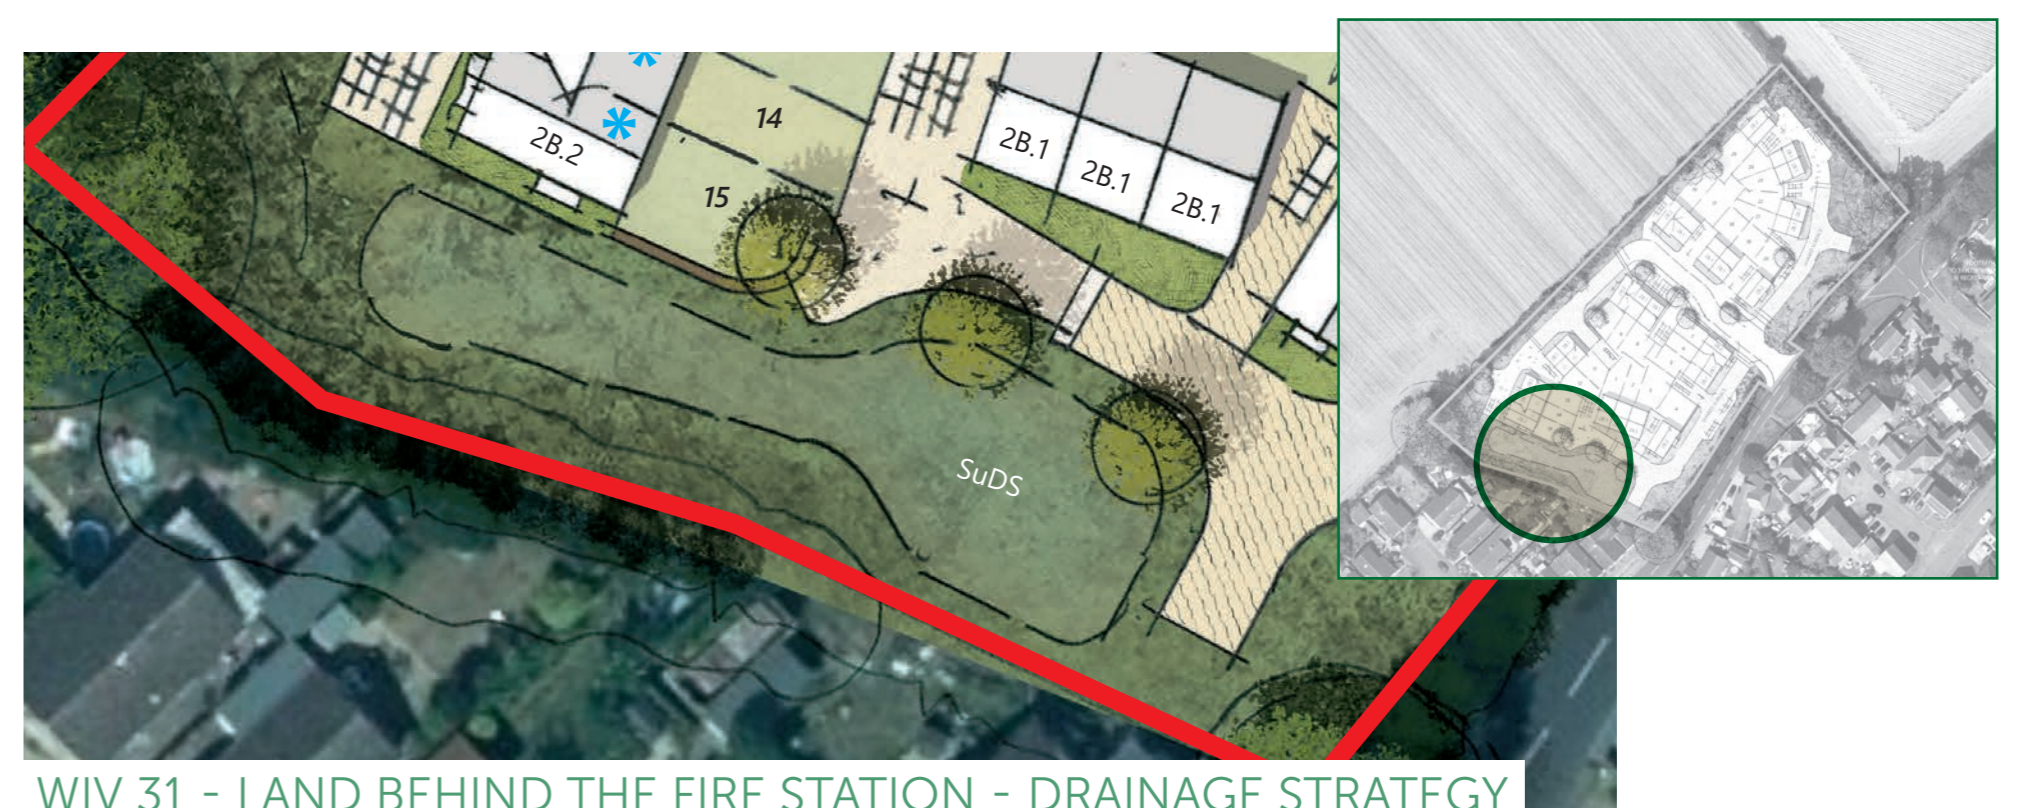 14
2B.2
2B.1
15
2B.1
2B.1
SuDS
WIV 31 - LAND BEHIND THE FIRE STATION - DRAINAGE STRATEGY